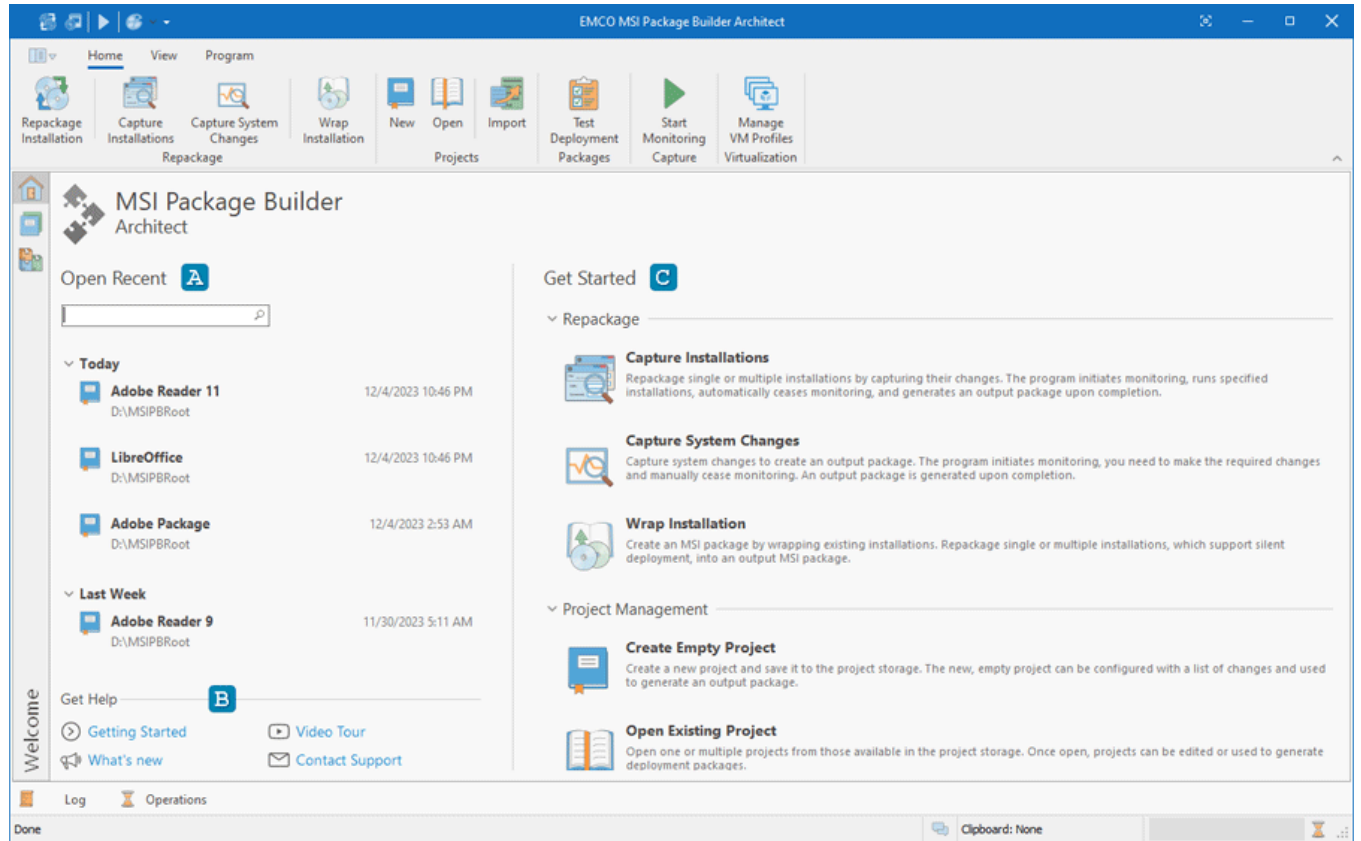 EMCO MSI Package Builder Architect
Home View Program
Repackage Installation
Capture Installations
Capture System Changes
Wrap Installation
New
Open
Import
Test Deployment
Start Monitoring
Manage VM Profiles
Repackage
Projects
Packages
Capture
Virtualization
MSI Package Builder
Architect
Open Recent A
Today
Adobe Reader 11 12/4/2023 10:46 PM
D:\MSIPBRoot
LibreOffice 12/4/2023 10:46 PM
D:\MSIPBRoot
Adobe Package 12/4/2023 2:53 AM
D:\MSIPBRoot
Last Week
Adobe Reader 9 11/30/2023 5:11 AM
D:\MSIPBRoot
Get Help B
Getting Started Video Tour
What's new Contact Support
Get Started C
Repackage
Capture Installations
Repackage single or multiple installations by capturing their changes. The program initiates monitoring, runs specified
installations, automatically ceases monitoring, and generates an output package upon completion.
Capture System Changes
Capture system changes to create an output package. The program initiates monitoring, you need to make the required changes
and manually cease monitoring. An output package is generated upon completion.
Wrap Installation
Create an MSI package by wrapping existing installations. Repackage single or multiple installations, which support silent
deployment, into an output MSI package.
Project Management
Create Empty Project
Create a new project and save it to the project storage. The new, empty project can be configured with a list of changes and used
to generate an output package.
Open Existing Project
Open one or multiple projects from those available in the project storage. Once open, projects can be edited or used to generate
deployment packages.
Welcome
Log Operations
Done Clipboard: None